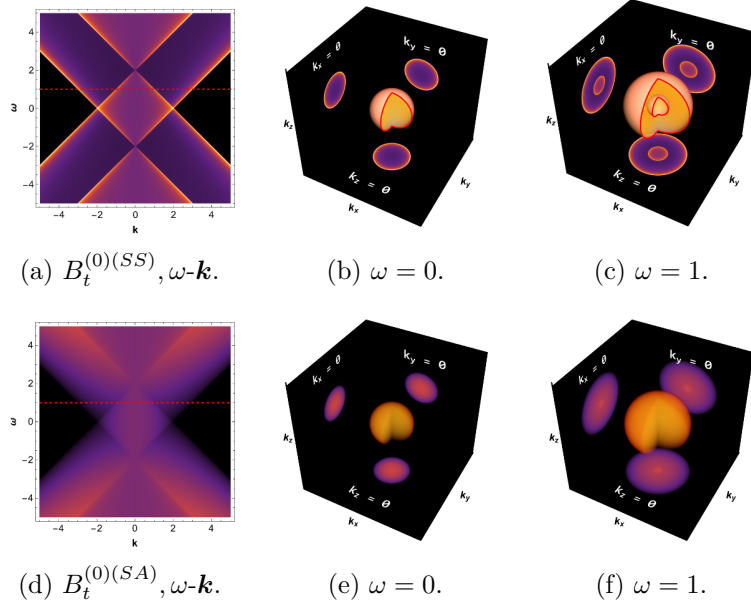 4
2
0
-2
-4
ω
-4 -2 0 2 4
k
k_x = 0
k_y = 0
k_z = 0
k_z
k_x
k_y
k_x = 0
k_y = 0
k_z = 0
k_z
k_x
k_y
(a) B_t^{(0)(SS)}, ω-k. (b) ω = 0. (c) ω = 1.
4
2
0
-2
-4
ω
-4 -2 0 2 4
k
k_x = 0
k_y = 0
k_z = 0
k_z
k_x
k_y
k_x = 0
k_y = 0
k_z = 0
k_z
k_x
k_y
(d) B_t^{(0)(SA)}, ω-k. (e) ω = 0. (f) ω = 1.